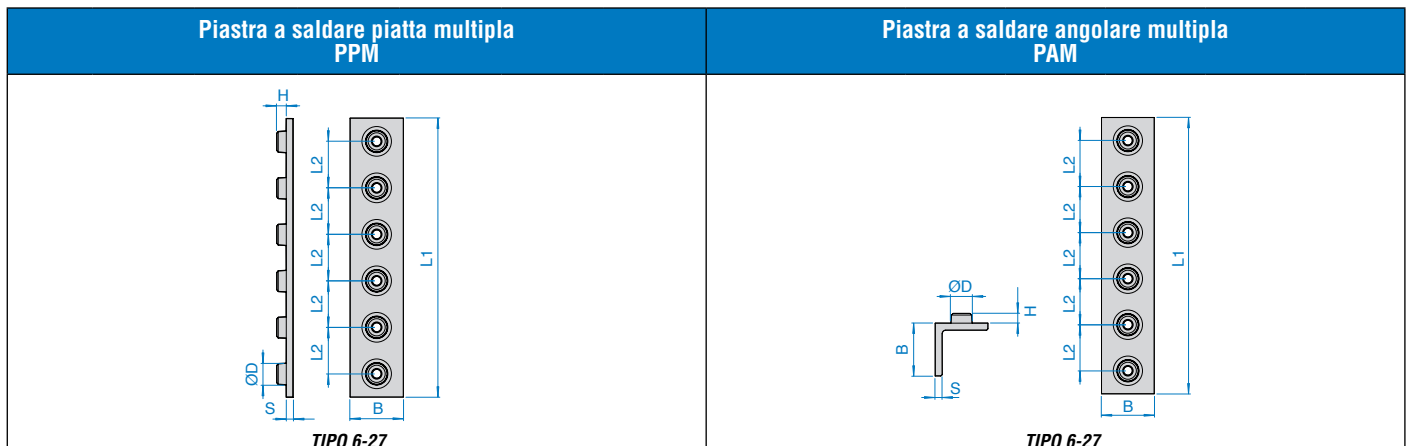 Piastra a saldare piatta multipla
PPM
Piastra a saldare angolare multipla
PAM
H
L2
L2
L2
L2
L2
L1
ØD
S
B
TIPO 6-27
L2
L2
L2
L2
L2
L1
ØD
H
B
S
B
TIPO 6-27